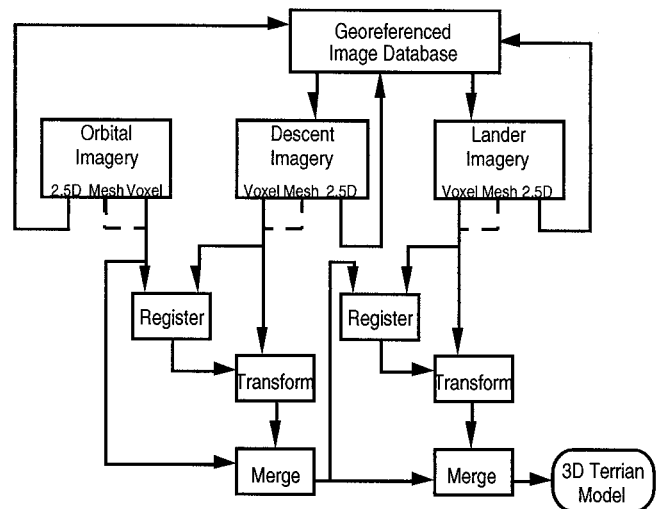 Georeferenced
Image Database
Orbital
Imagery
2.5D Mesh Voxel
Descent
Imagery
Voxel Mesh 2.5D
Lander
Imagery
Voxel Mesh 2.5D
Register
Register
Transform
Transform
Merge
Merge
3D Terrian
Model